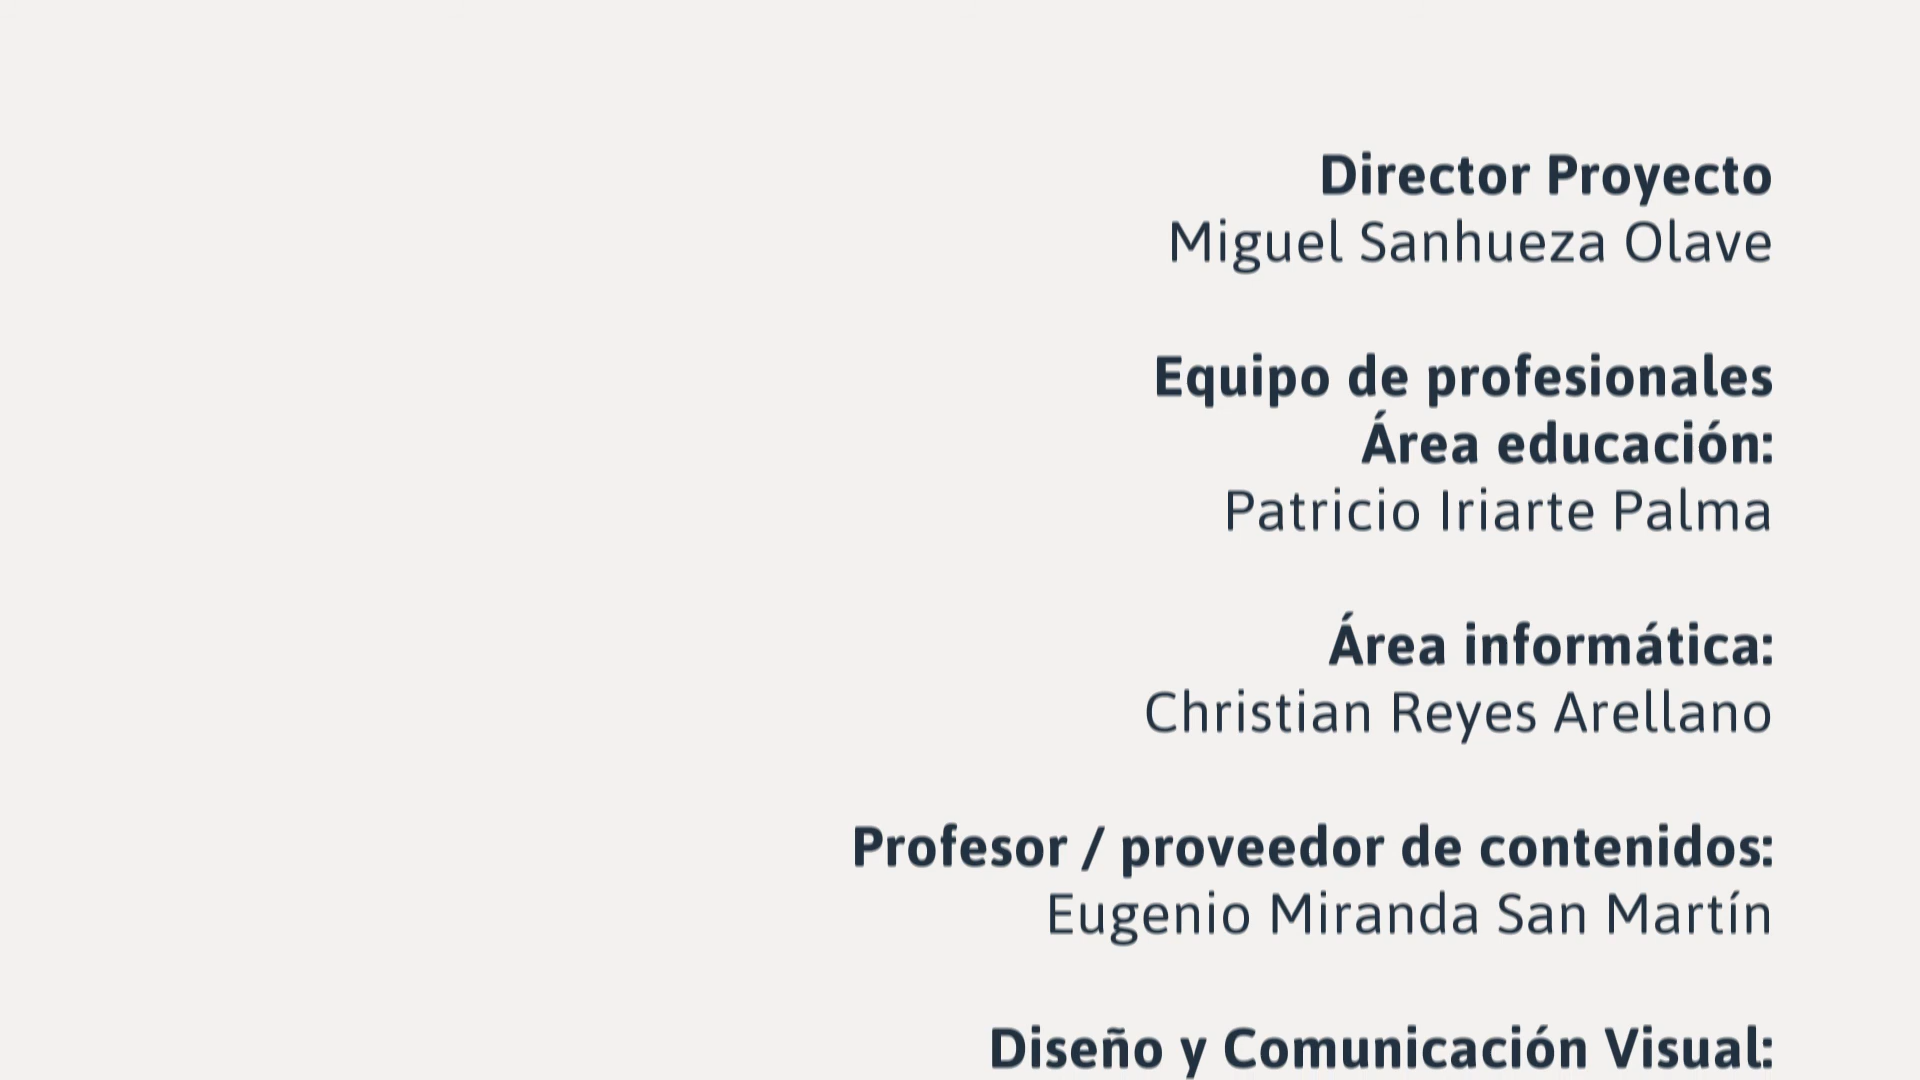 Director Proyecto
Miguel Sanhueza Olave
Equipo de profesionales
Área educación:
Patricio Iriarte Palma
Área informática:
Christian Reyes Arellano
Profesor / proveedor de contenidos:
Eugenio Miranda San Martín
Diseño y Comunicación Visual: